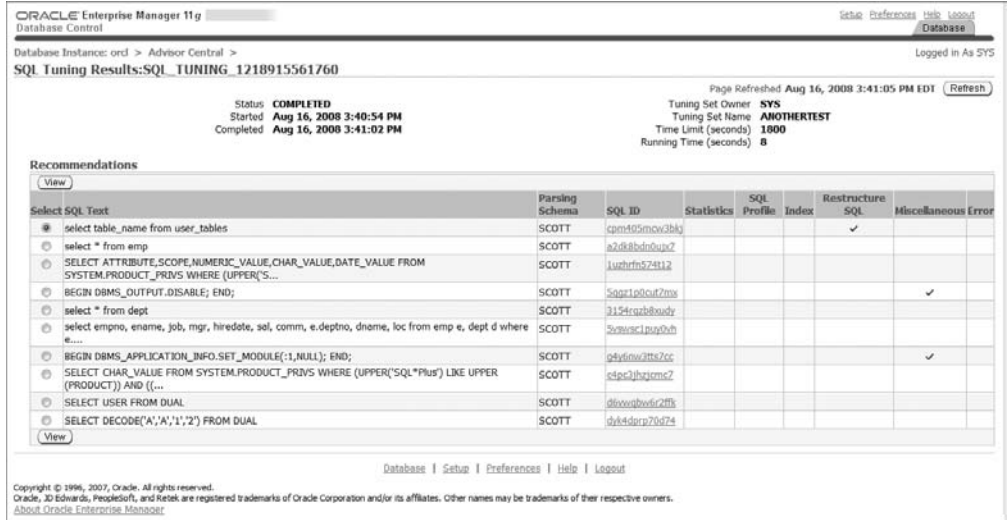 ORACLE Enterprise Manager 11g
Database Control
Setup Preferences Help Logout
Database
Database Instance: orcl > Advisor Central >
Logged in As SYS
SQL Tuning Results:SQL_TUNING_1218915561760
Page Refreshed Aug 16, 2008 3:41:05 PM EDT Refresh
Status COMPLETED
Started Aug 16, 2008 3:40:54 PM
Completed Aug 16, 2008 3:41:02 PM
Tuning Set Owner SYS
Tuning Set Name ANOTHERTEST
Time Limit (seconds) 1800
Running Time (seconds) 8
Recommendations
View
Select SQL Text Parsing Schema SQL ID Statistics SQL Profile Index Restructure SQL Miscellaneous Error
select table_name from user_tables SCOTT
select * from emp SCOTT a2dk8bdn0ujx7
SELECT ATTRIBUTE,SCOPE,NUMERIC_VALUE,CHAR_VALUE,DATE_VALUE FROM SCOTT 1uzhrfn574t12
SYSTEM.PRODUCT_PRIVS WHERE (UPPER('S...
BEGIN DBMS_OUTPUT.DISABLE; END; SCOTT 5qgz1p0cut7mx
select * from dept SCOTT 3154rqzb8xudy
select empno, ename, job, mgr, hiredate, sal, comm, e.deptno, dname, loc from emp e, dept d where SCOTT 5vswsc1puy0vh
e....
BEGIN DBMS_APPLICATION_INFO.SET_MODULE(:1,NULL); END; SCOTT g4y6nw3tts7cc
SELECT CHAR_VALUE FROM SYSTEM.PRODUCT_PRIVS WHERE (UPPER('SQL*Plus') LIKE UPPER SCOTT c4pc3jhzjcmc7
(PRODUCT)) AND ((...
SELECT USER FROM DUAL SCOTT d6vwqbw6r2ffk
SELECT DECODE('A','A','1','2') FROM DUAL SCOTT dyk4dprp70d74
View
Database | Setup | Preferences | Help | Logout
Copyright © 1996, 2007, Oracle. All rights reserved.
Oracle, JD Edwards, PeopleSoft, and Retek are registered trademarks of Oracle Corporation and/or its affiliates. Other names may be trademarks of their respective owners.
About Oracle Enterprise Manager